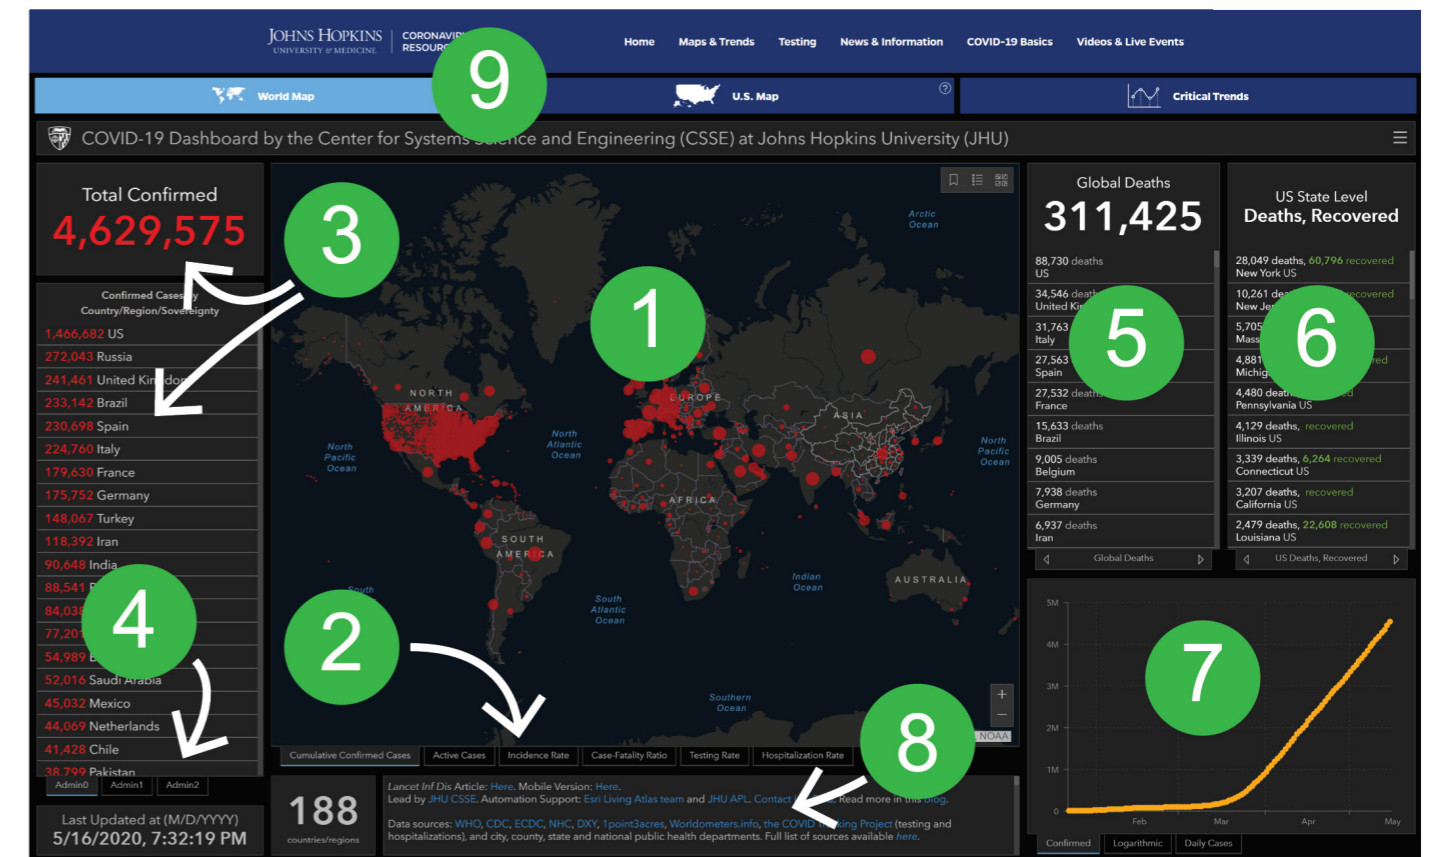 JOHNS HOPKINS
UNIVERSITY & MEDICINE
CORONAVI
RESOUR
Home Maps & Trends Testing News & Information COVID-19 Basics Videos & Live Events
9
World Map
U.S. Map
?
Critical Trends
COVID-19 Dashboard by the Center for Systems Science and Engineering (CSSE) at Johns Hopkins University (JHU)
Total Confirmed
4,629,575
3
Confirmed Cases by
Country/Region/Sovereignty
1,466,682 US
272,043 Russia
241,461 United Kingdom
233,142 Brazil
230,698 Spain
224,760 Italy
179,630 France
175,752 Germany
148,067 Turkey
118,392 Iran
90,648 India
88,541
84,038
77,201
54,989
52,016 Saudi Arabia
45,032 Mexico
44,069 Netherlands
41,428 Chile
38,799 Pakistan
4
Admin0 Admin1 Admin2
Last Updated at (M/D/YYYY)
5/16/2020, 7:32:19 PM
1
Arctic
Ocean
NORTH
AMERICA
EUROPE
ASIA
North
Pacific
Ocean
North
Atlantic
Ocean
North
Pacific
Ocean
AFRICA
SOUTH
AMERICA
Indian
Ocean
AUSTRALIA
South
South
Atlantic
Ocean
Southern
Ocean
+
−
NOAA
2
Cumulative Confirmed Cases Active Cases Incidence Rate Case-Fatality Ratio Testing Rate Hospitalization Rate
8
188
countries/regions
Lancet Inf Dis Article: Here. Mobile Version: Here.
Lead by JHU CSSE. Automation Support: Esri Living Atlas team and JHU APL. Contact Read more in this blog.
Data sources: WHO, CDC, ECDC, NHC, DXY, 1point3acres, Worldometers.info, the COVID Tracking Project (testing and
hospitalizations), and city, county, state and national public health departments. Full list of sources available here.
Global Deaths
311,425
88,730 deaths
US
34,546 deaths
United Ki
31,763
Italy
27,563
Spain
27,532 deaths
France
15,633 deaths
Brazil
9,005 deaths
Belgium
7,938 deaths
Germany
6,937 deaths
Iran
5
Global Deaths
US State Level
Deaths, Recovered
28,049 deaths, 60,796 recovered
New York US
10,261 deaths, recovered
New Je
5,705
Mass
4,881 red
Michig
4,480 deaths
Pennsylvania US
4,129 deaths, recovered
Illinois US
3,339 deaths, 6,264 recovered
Connecticut US
3,207 deaths, recovered
California US
2,479 deaths, 22,608 recovered
Louisiana US
6
US Deaths, Recovered
5M
4M
3M
2M
1M
0
Feb Mar Apr May
7
Confirmed Logarithmic Daily Cases